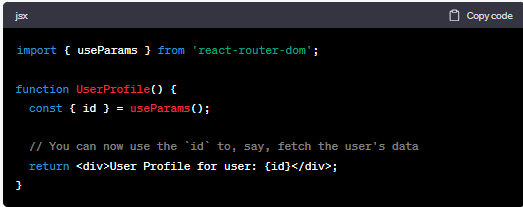 jsx
Copy code
import { useParams } from 'react-router-dom';
function UserProfile() {
const { id } = useParams();
// You can now use the `id` to, say, fetch the user's data
return <div>User Profile for user: {id}</div>;
}